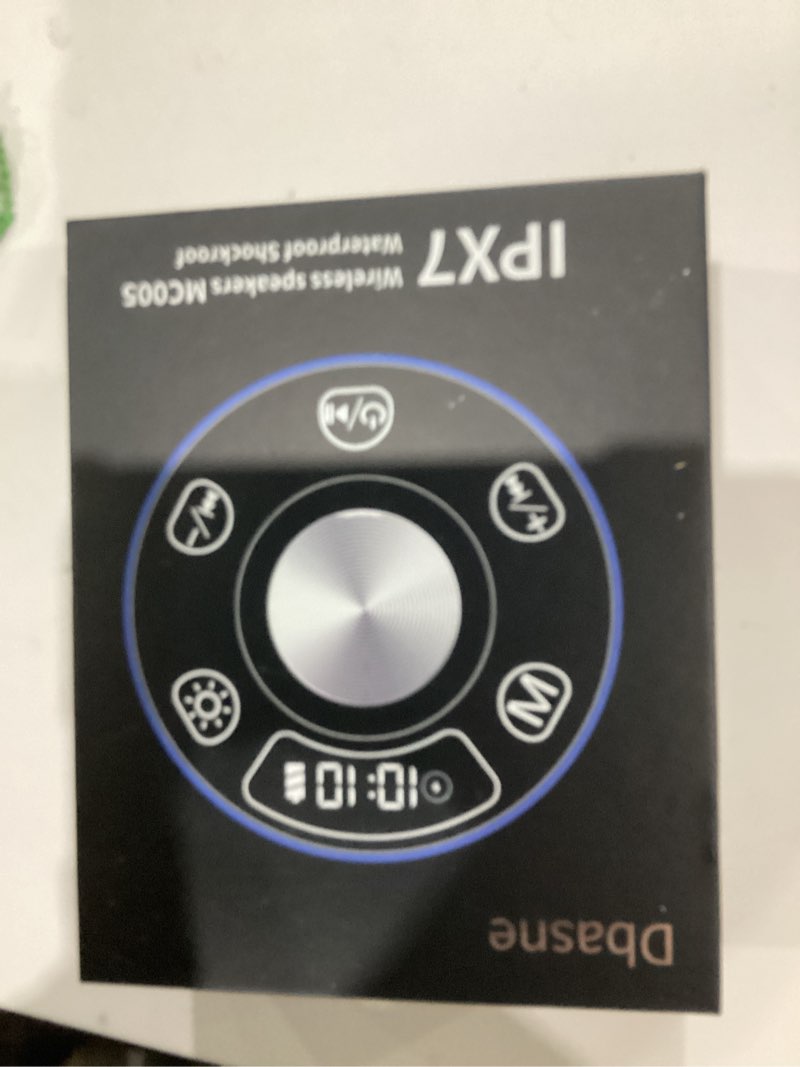 Dbasne
10:10
M
IPX7
Wireless speakers MC005
Waterproof Shockroof